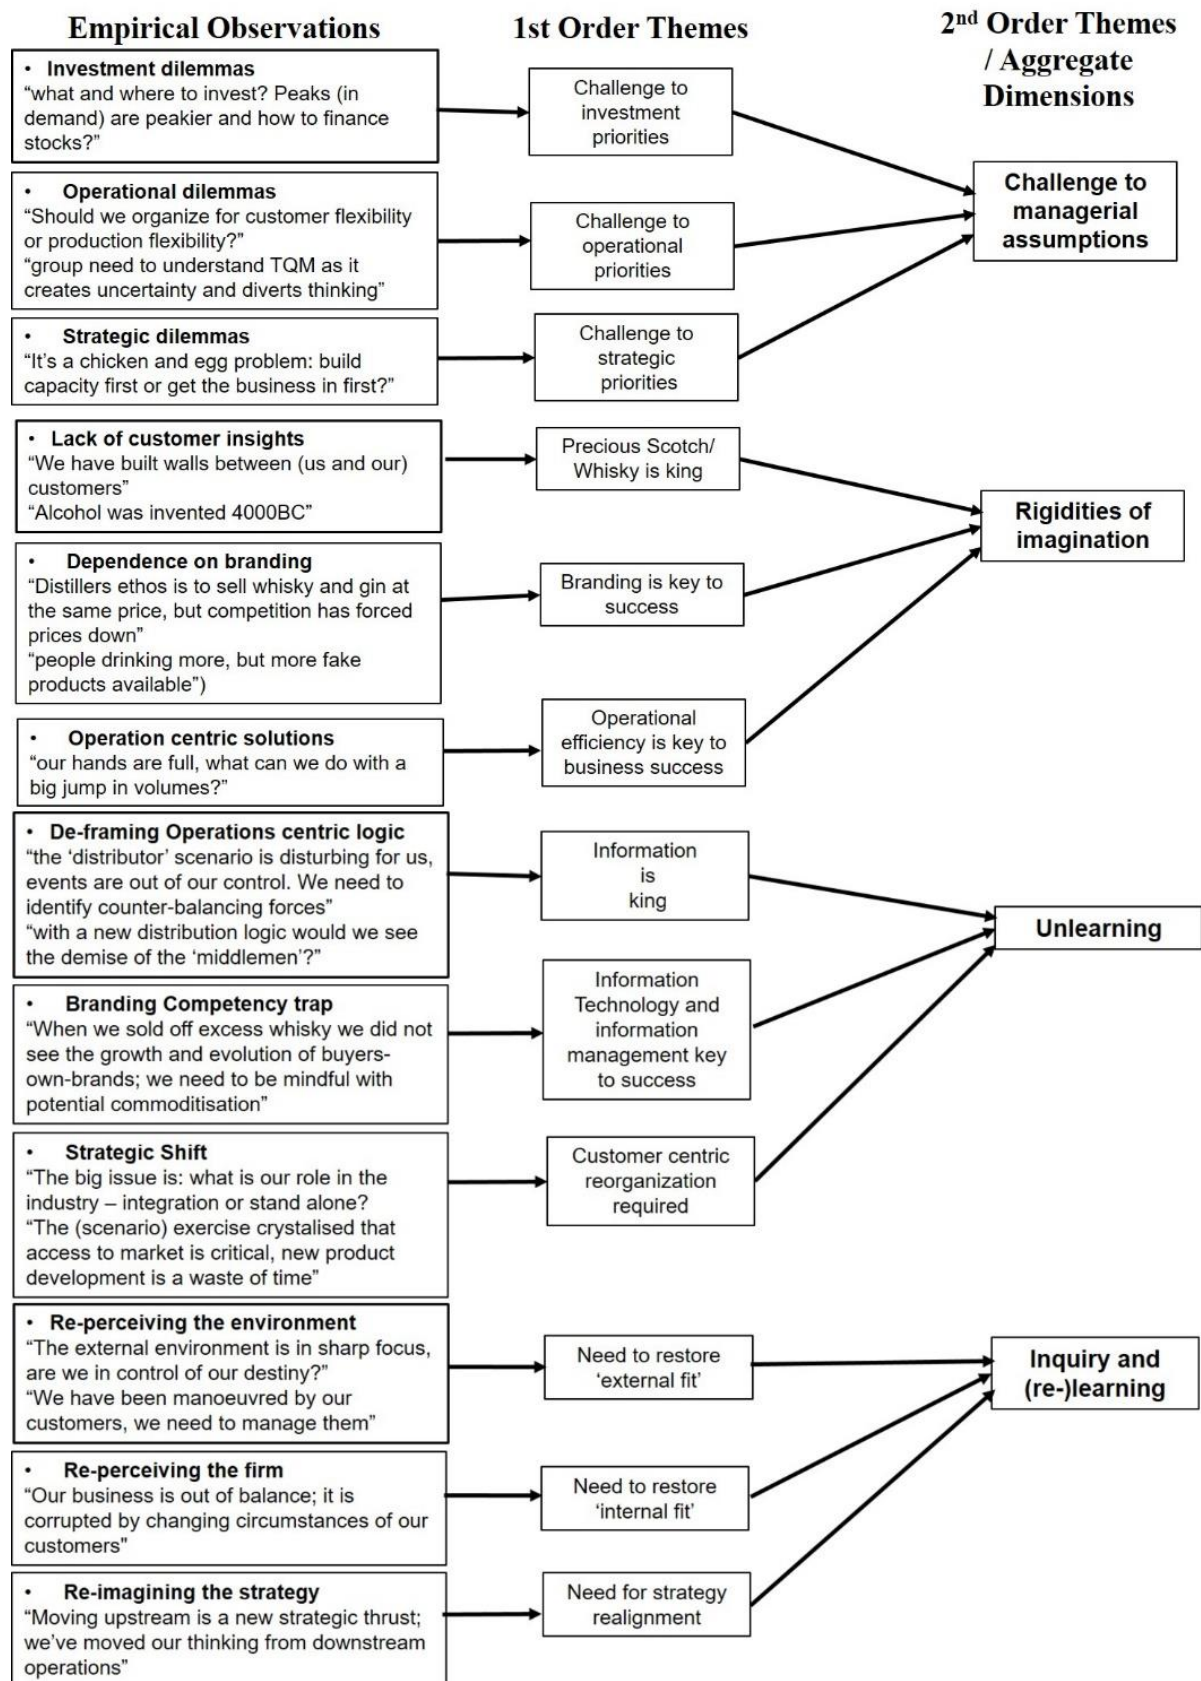 Empirical Observations
1st Order Themes
2nd Order Themes
/ Aggregate
Dimensions
• Investment dilemmas
“what and where to invest? Peaks (in
demand) are peakier and how to finance
stocks?”
Challenge to
investment
priorities
• Operational dilemmas
“Should we organize for customer flexibility
or production flexibility?”
“group need to understand TQM as it
creates uncertainty and diverts thinking”
Challenge to
operational
priorities
• Strategic dilemmas
“It’s a chicken and egg problem: build
capacity first or get the business in first?”
Challenge to
strategic
priorities
Challenge to
managerial
assumptions
• Lack of customer insights
“We have built walls between (us and our)
customers”
“Alcohol was invented 4000BC”
Precious Scotch/
Whisky is king
• Dependence on branding
“Distillers ethos is to sell whisky and gin at
the same price, but competition has forced
prices down”
“people drinking more, but more fake
products available”)
Branding is key to
success
• Operation centric solutions
“our hands are full, what can we do with a
big jump in volumes?”
Operational
efficiency is key to
business success
Rigidities of
imagination
• De-framing Operations centric logic
“the ‘distributor’ scenario is disturbing for us,
events are out of our control. We need to
identify counter-balancing forces”
“with a new distribution logic would we see
the demise of the ‘middlemen’?”
Information
is
king
• Branding Competency trap
“When we sold off excess whisky we did not
see the growth and evolution of buyers-
own-brands; we need to be mindful with
potential commoditisation”
Information
Technology and
information
management key
to success
• Strategic Shift
“The big issue is: what is our role in the
industry – integration or stand alone?
“The (scenario) exercise crystalised that
access to market is critical, new product
development is a waste of time”
Customer centric
reorganization
required
Unlearning
• Re-perceiving the environment
“The external environment is in sharp focus,
are we in control of our destiny?”
“We have been manoeuvred by our
customers, we need to manage them”
Need to restore
‘external fit’
• Re-perceiving the firm
“Our business is out of balance; it is
corrupted by changing circumstances of our
customers"
Need to restore
‘internal fit’
• Re-imagining the strategy
“Moving upstream is a new strategic thrust;
we’ve moved our thinking from downstream
operations”
Need for strategy
realignment
Inquiry and
(re-)learning